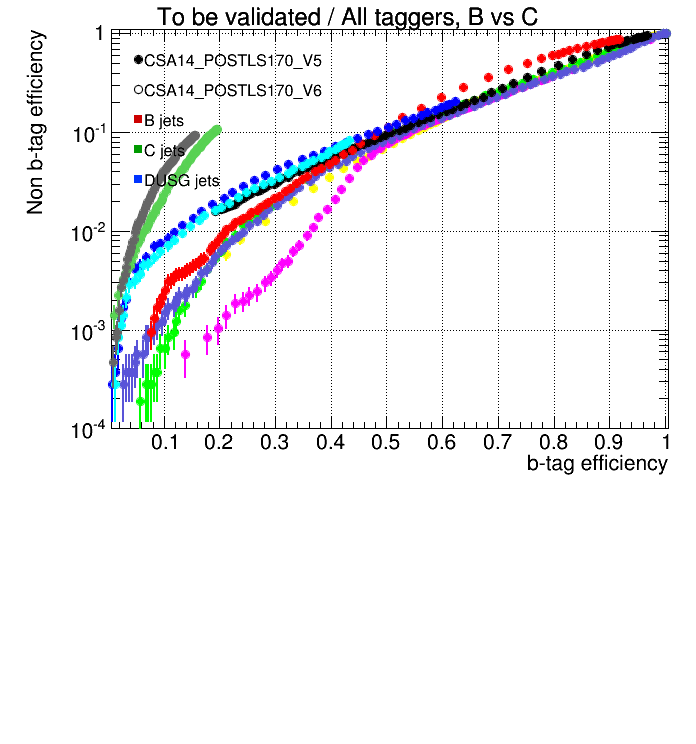 To be validated / All taggers, B vs C
Non b-tag efficiency
1
10^-1
10^-2
10^-3
10^-4
CSA14_POSTLS170_V5
CSA14_POSTLS170_V6
B jets
C jets
DUSG jets
0.1 0.2 0.3 0.4 0.5 0.6 0.7 0.8 0.9 1
b-tag efficiency